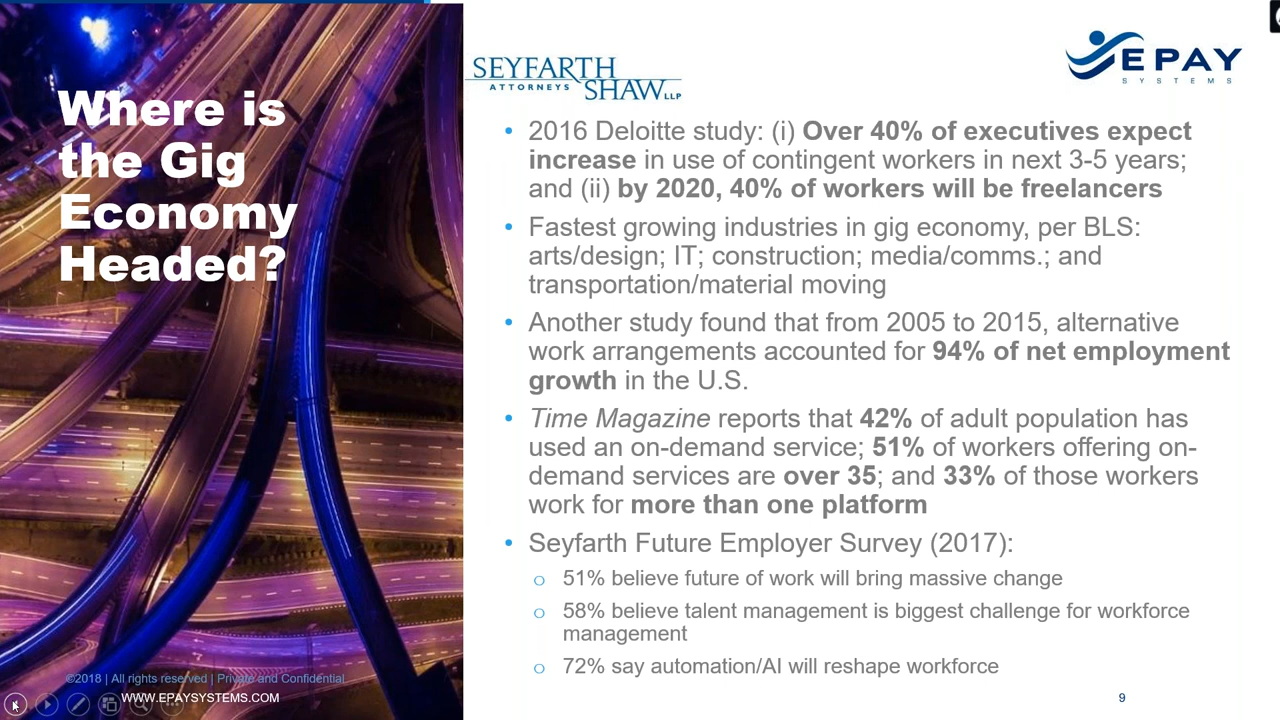 Where is
the Gig
Economy
Headed?
SEYFARTH
ATTORNEYS SHAW LLP
EPAY
SYSTEMS
• 2016 Deloitte study: (i) Over 40% of executives expect
increase in use of contingent workers in next 3-5 years;
and (ii) by 2020, 40% of workers will be freelancers
• Fastest growing industries in gig economy, per BLS:
arts/design; IT; construction; media/comms.; and
transportation/material moving
• Another study found that from 2005 to 2015, alternative
work arrangements accounted for 94% of net employment
growth in the U.S.
• Time Magazine reports that 42% of adult population has
used an on-demand service; 51% of workers offering on-
demand services are over 35; and 33% of those workers
work for more than one platform
• Seyfarth Future Employer Survey (2017):
o 51% believe future of work will bring massive change
o 58% believe talent management is biggest challenge for workforce
management
o 72% say automation/AI will reshape workforce
©2018 | All rights reserved | Private and Confidential
WWW.EPAYSYSTEMS.COM
9